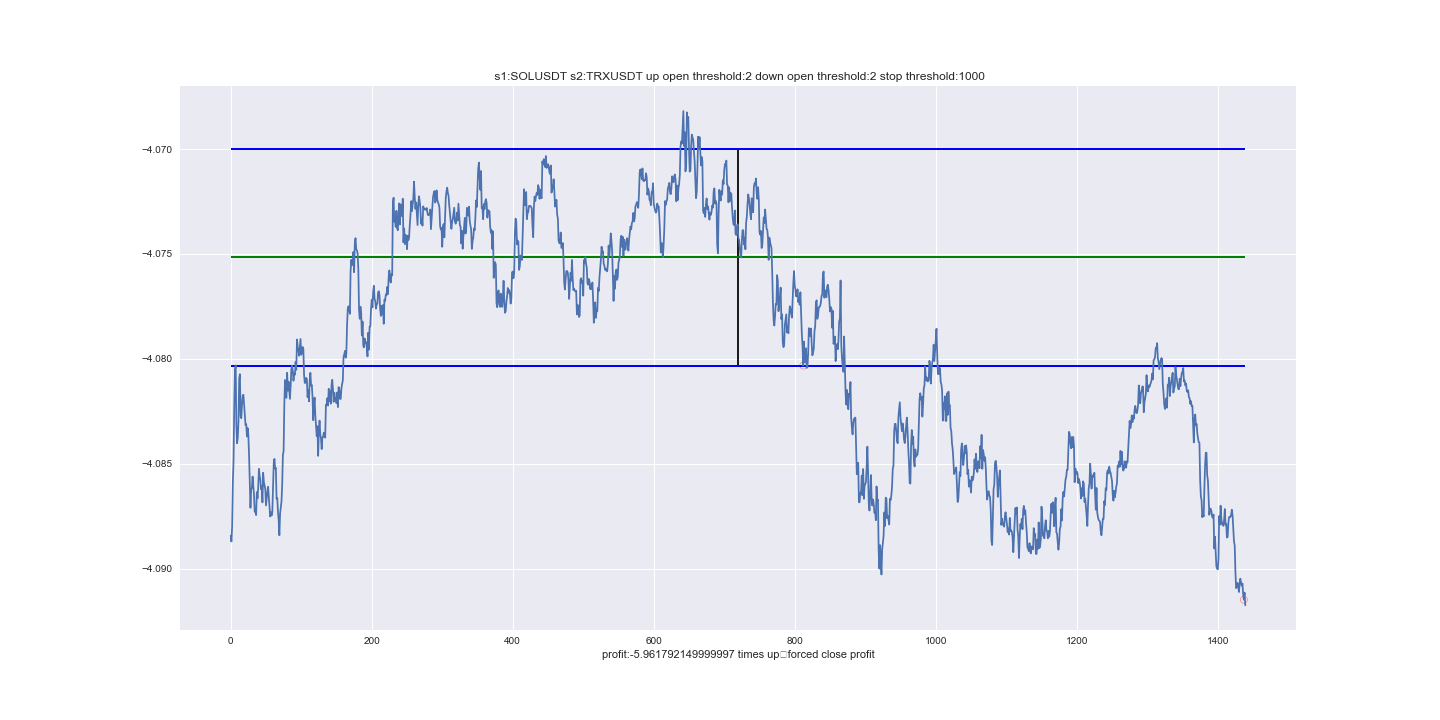 s1:SOLUSDT s2:TRXUSDT up open threshold:2 down open threshold:2 stop threshold:1000
−4.070
−4.075
−4.080
−4.085
−4.090
0 200 400 600 800 1000 1200 1400
profit:-5.961792149999997 times up□forced close profit